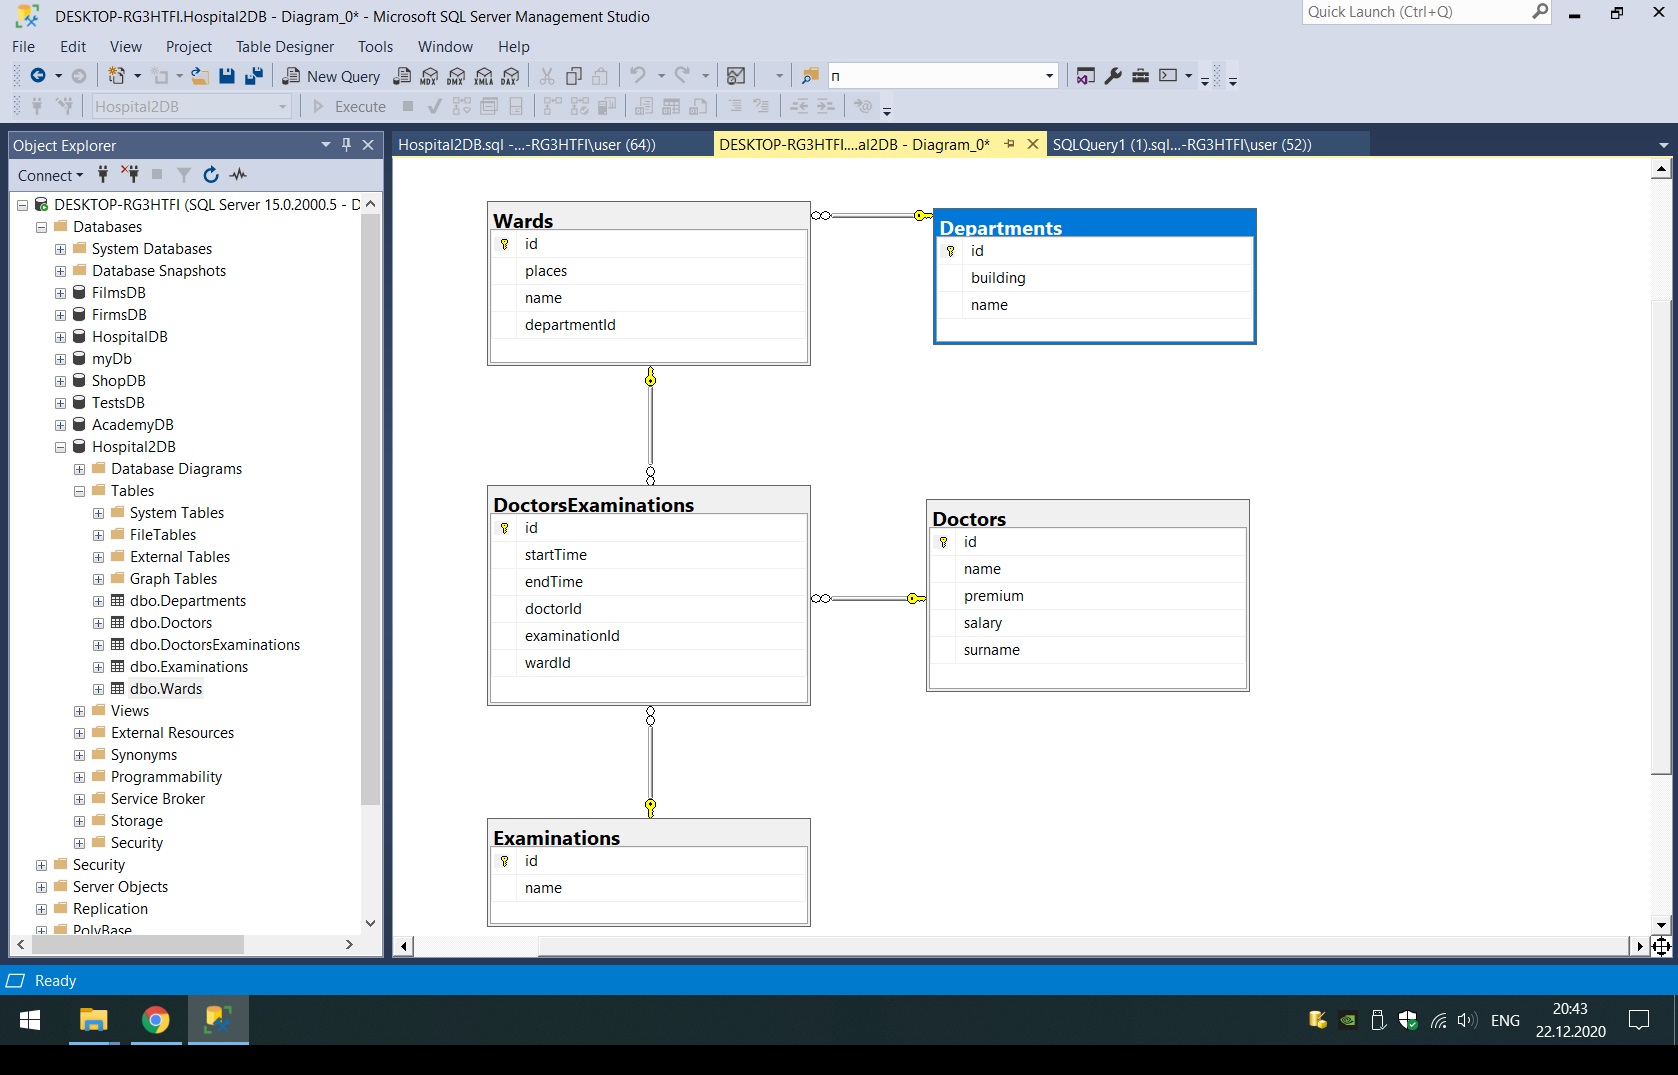 DESKTOP-RG3HTFI.Hospital2DB - Diagram_0* - Microsoft SQL Server Management Studio
Quick Launch (Ctrl+Q)
File Edit View Project Table Designer Tools Window Help
New Query MDX DMX XMLA DAX п
Hospital2DB Execute
Object Explorer
Connect
DESKTOP-RG3HTFI (SQL Server 15.0.2000.5 - D
Databases
System Databases
Database Snapshots
FilmsDB
FirmsDB
HospitalDB
myDb
ShopDB
TestsDB
AcademyDB
Hospital2DB
Database Diagrams
Tables
System Tables
FileTables
External Tables
Graph Tables
dbo.Departments
dbo.Doctors
dbo.DoctorsExaminations
dbo.Examinations
dbo.Wards
Views
External Resources
Synonyms
Programmability
Service Broker
Storage
Security
Security
Server Objects
Replication
PolyBase
Hospital2DB.sql -...-RG3HTFI\user (64))
DESKTOP-RG3HTFI....al2DB - Diagram_0*
SQLQuery1 (1).sql...-RG3HTFI\user (52))
Wards
id
places
name
departmentId
Departments
id
building
name
DoctorsExaminations
id
startTime
endTime
doctorId
examinationId
wardId
Doctors
id
name
premium
salary
surname
Examinations
id
name
Ready
ENG
20:43
22.12.2020